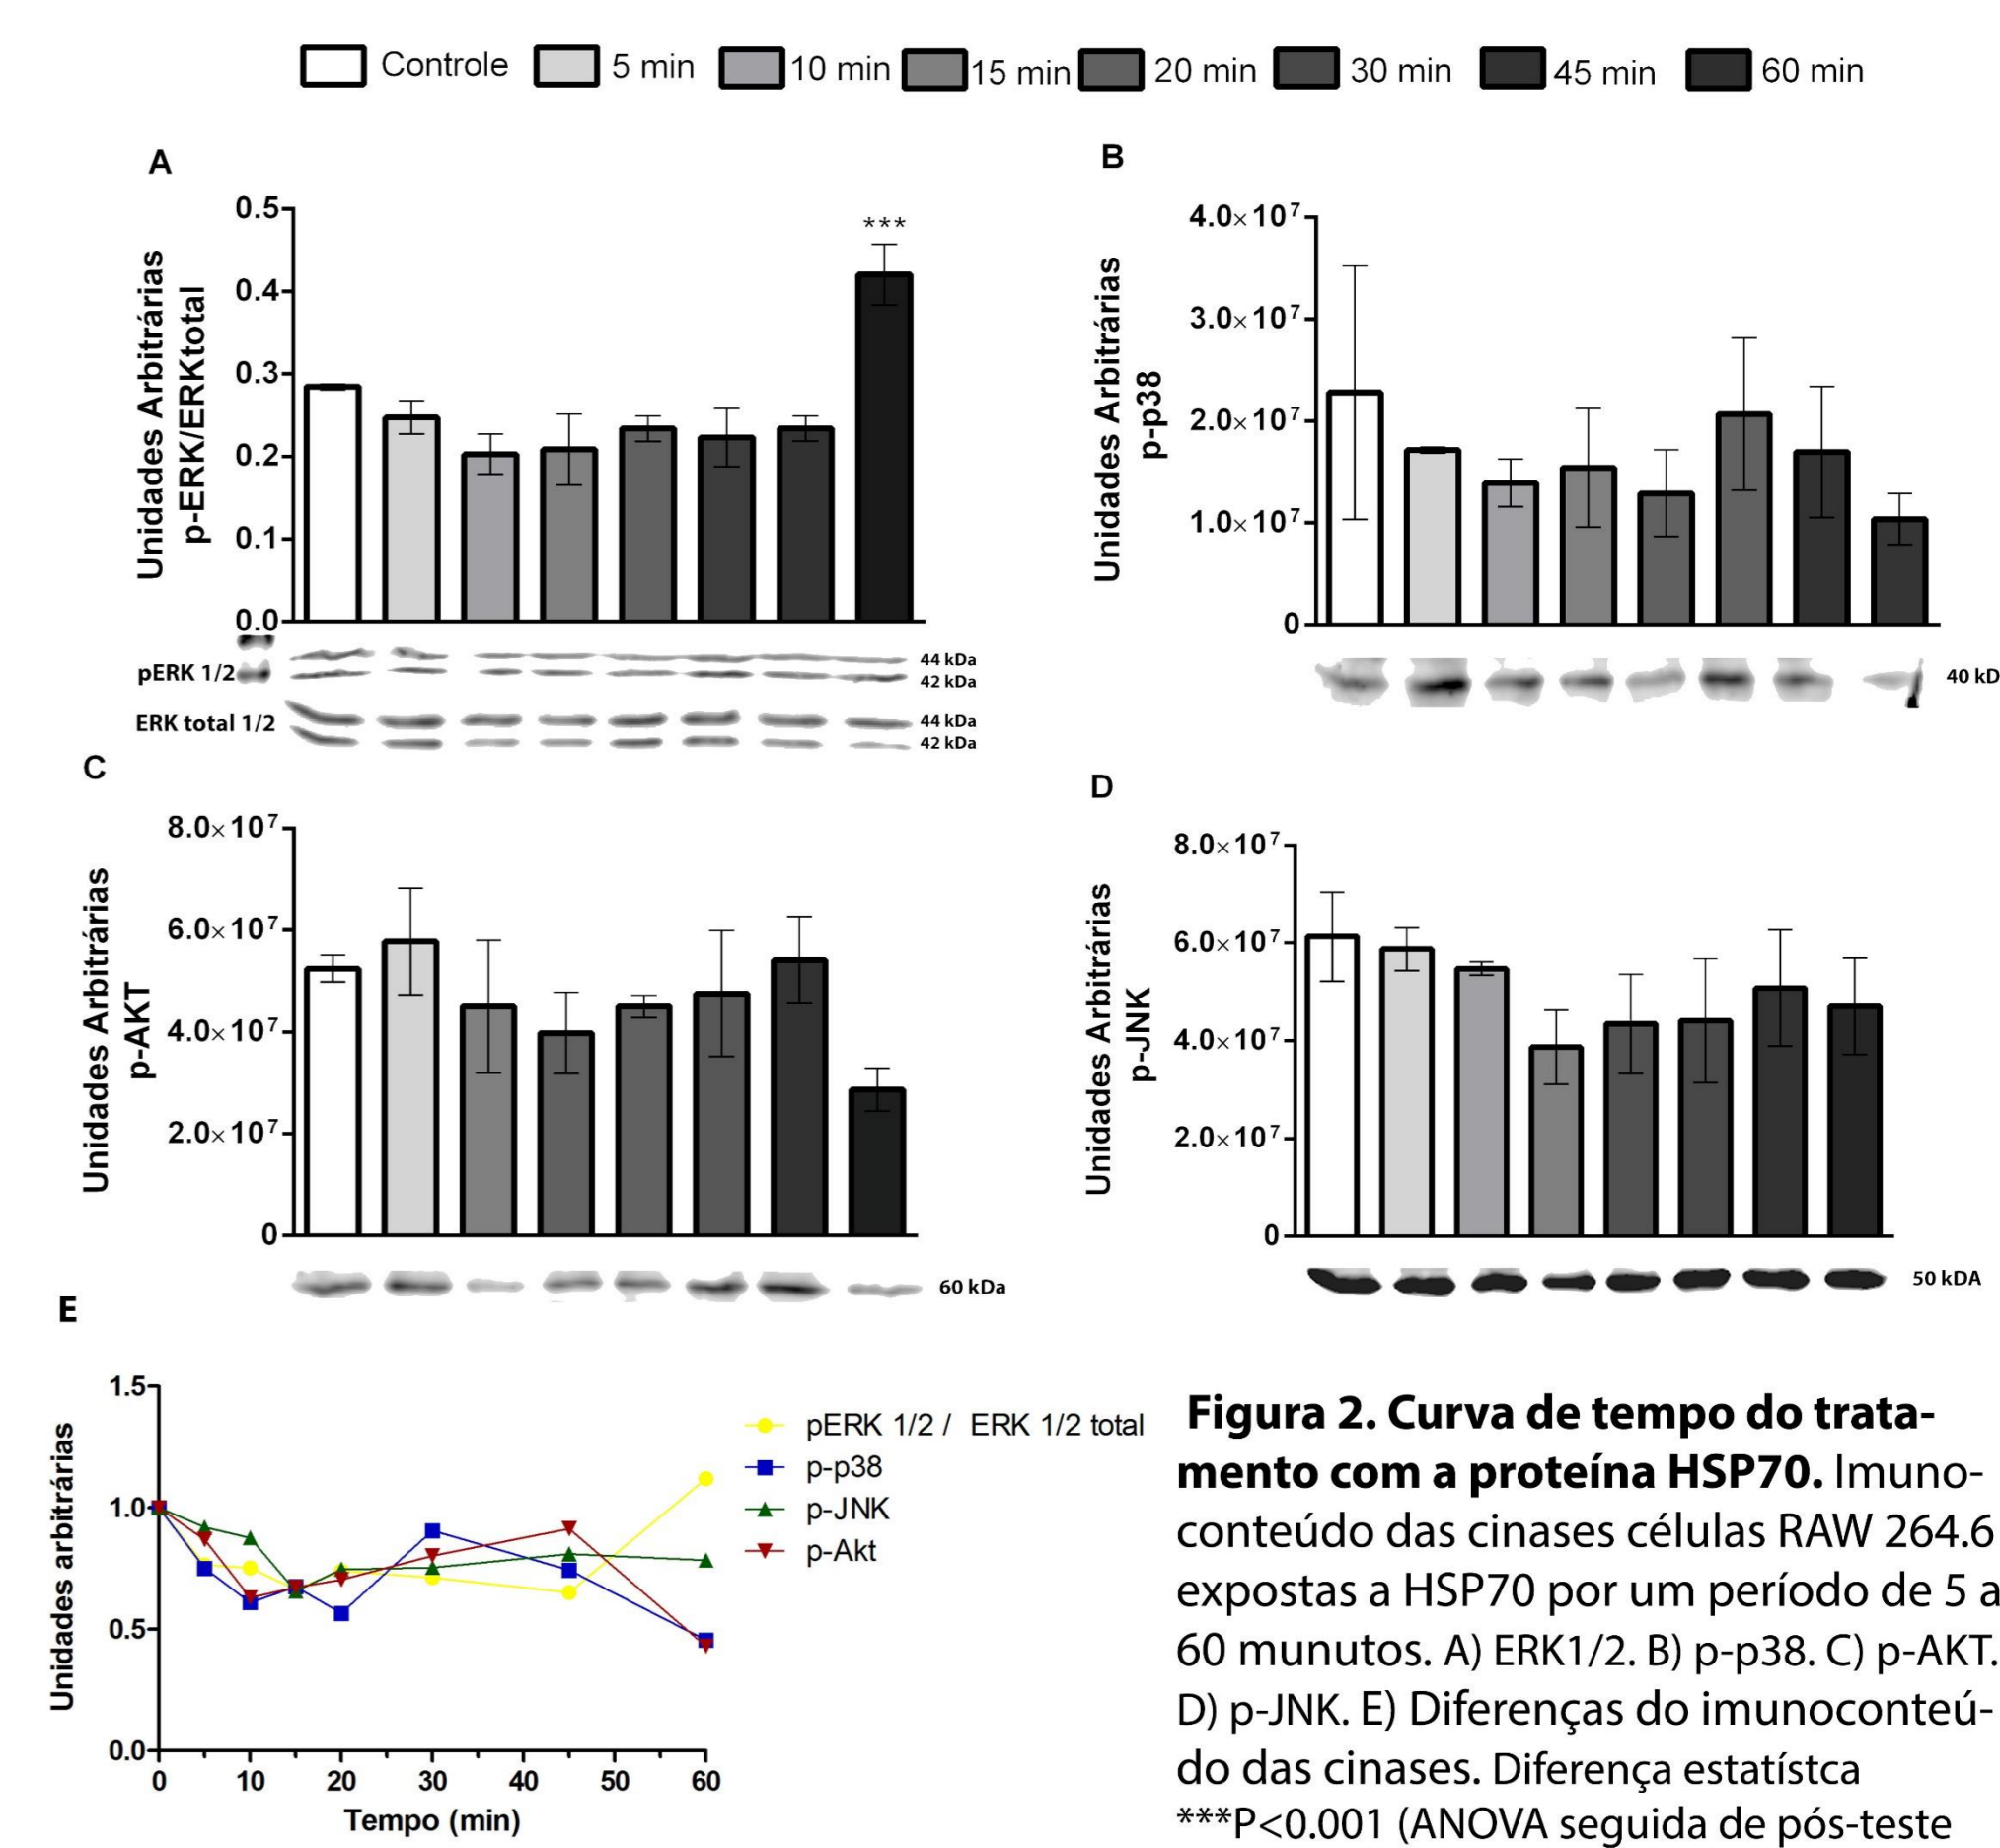 Controle 5 min 10 min 15 min 20 min 30 min 45 min 60 min
A
Unidades Arbitrárias
p-ERK/ERKtotal
0.5
0.4
0.3
0.2
0.1
0.0
***
pERK 1/2
44 kDa
42 kDa
ERK total 1/2
44 kDa
42 kDa
B
Unidades Arbitrárias
p-p38
4.0×10⁷
3.0×10⁷
2.0×10⁷
1.0×10⁷
0
40 kD
C
Unidades Arbitrárias
p-AKT
8.0×10⁷
6.0×10⁷
4.0×10⁷
2.0×10⁷
0
60 kDa
D
Unidades Arbitrárias
p-JNK
8.0×10⁷
6.0×10⁷
4.0×10⁷
2.0×10⁷
0
50 kDA
E
Unidades arbitrárias
1.5
1.0
0.5
0.0
0 10 20 30 40 50 60
Tempo (min)
pERK 1/2 / ERK 1/2 total
p-p38
p-JNK
p-Akt
Figura 2. Curva de tempo do trata-
mento com a proteína HSP70. Imuno-
conteúdo das cinases células RAW 264.6
expostas a HSP70 por um período de 5 a
60 munutos. A) ERK1/2. B) p-p38. C) p-AKT.
D) p-JNK. E) Diferenças do imunoconteú-
do das cinases. Diferença estatístca
***P<0.001 (ANOVA seguida de pós-teste